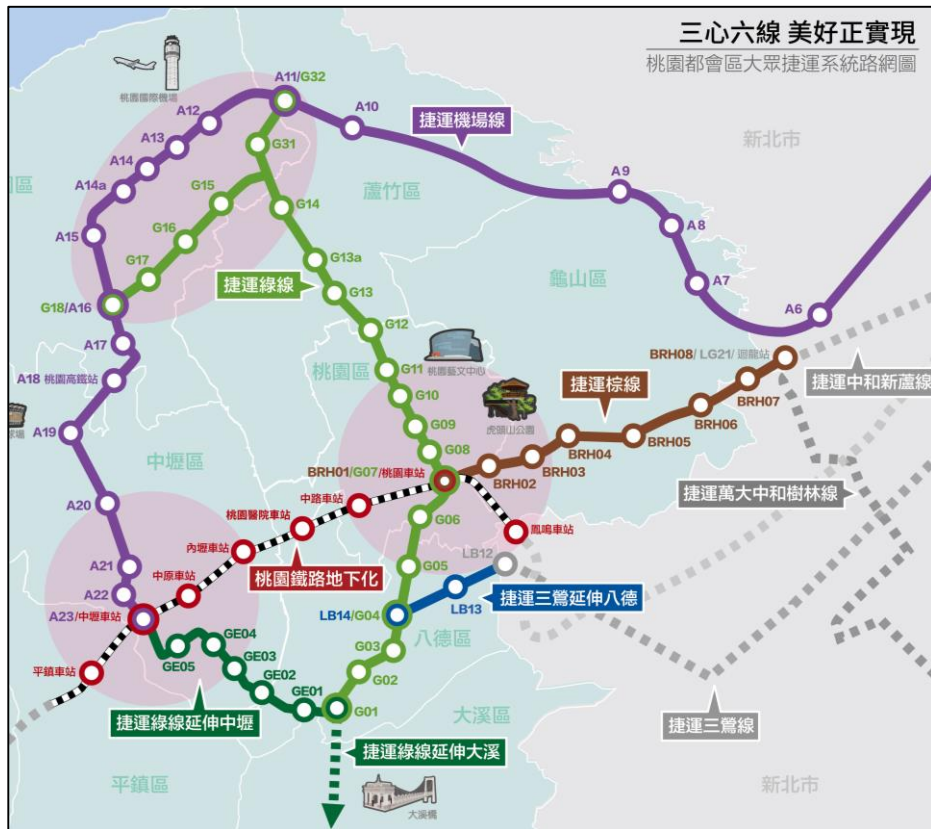 三心六線 美好正實現
桃園都會區大眾捷運系統路網圖
桃園國際機場
A11/G32
A12
A10
捷運機場線
新北市
A13
G31
A14
G15
A9
A14a
蘆竹區
G14
A8
G16
A15
G13a
G17
捷運綠線
龜山區
A7
G13
G18/A16
A6
G12
A17
BRH08/ LG21/ 迴龍站
桃園藝文中心
桃園區
G11
捷運中和新蘆線
A18 桃園高鐵站
捷運棕線
BRH07
G10
虎頭山公園
BRH06
A19
G09
BRH05
BRH04
G08
中壢區
BRH03
BRH01/G07/桃園車站
BRH02
捷運萬大中和樹林線
中路車站
A20
桃園醫院車站
G06
鳳鳴車站
內壢車站
LB12
A21
中原車站
桃園鐵路地下化
G05
A22
捷運三鶯延伸八德
LB13
A23/中壢車站
LB14/G04
八德區
GE04
G03
GE05
GE03
平鎮車站
G02
GE02
GE01
G01
大溪區
捷運綠線延伸中壢
捷運三鶯線
捷運綠線延伸大溪
平鎮區
新北市
大溪橋